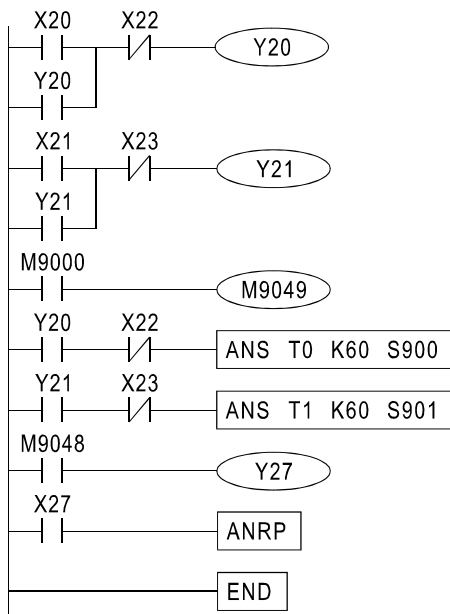 X20 X22
Y20
Y20
X21 X23
Y21
Y21
M9000
M9049
Y20 X22
ANS T0 K60 S900
Y21 X23
ANS T1 K60 S901
M9048
Y27
X27
ANRP
END